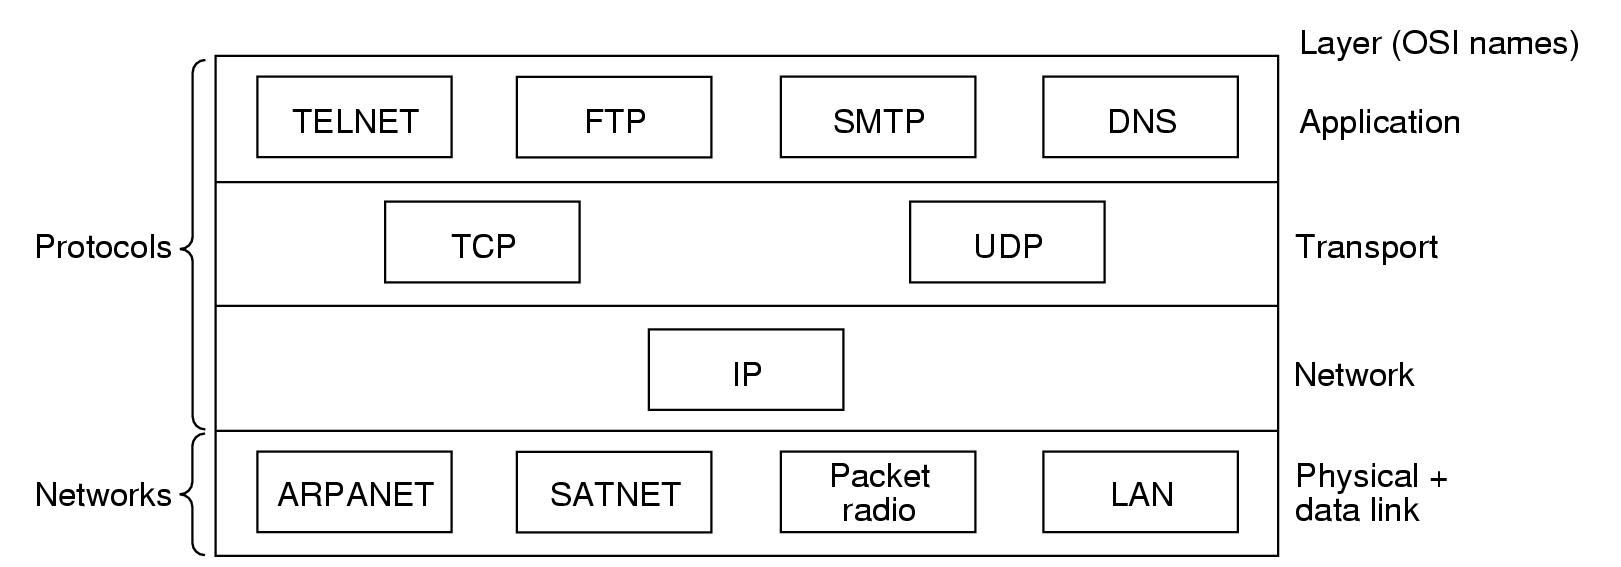 Layer (OSI names)
TELNET FTP SMTP DNS Application
Protocols TCP UDP Transport
IP Network
Networks ARPANET SATNET Packet radio LAN Physical +
data link